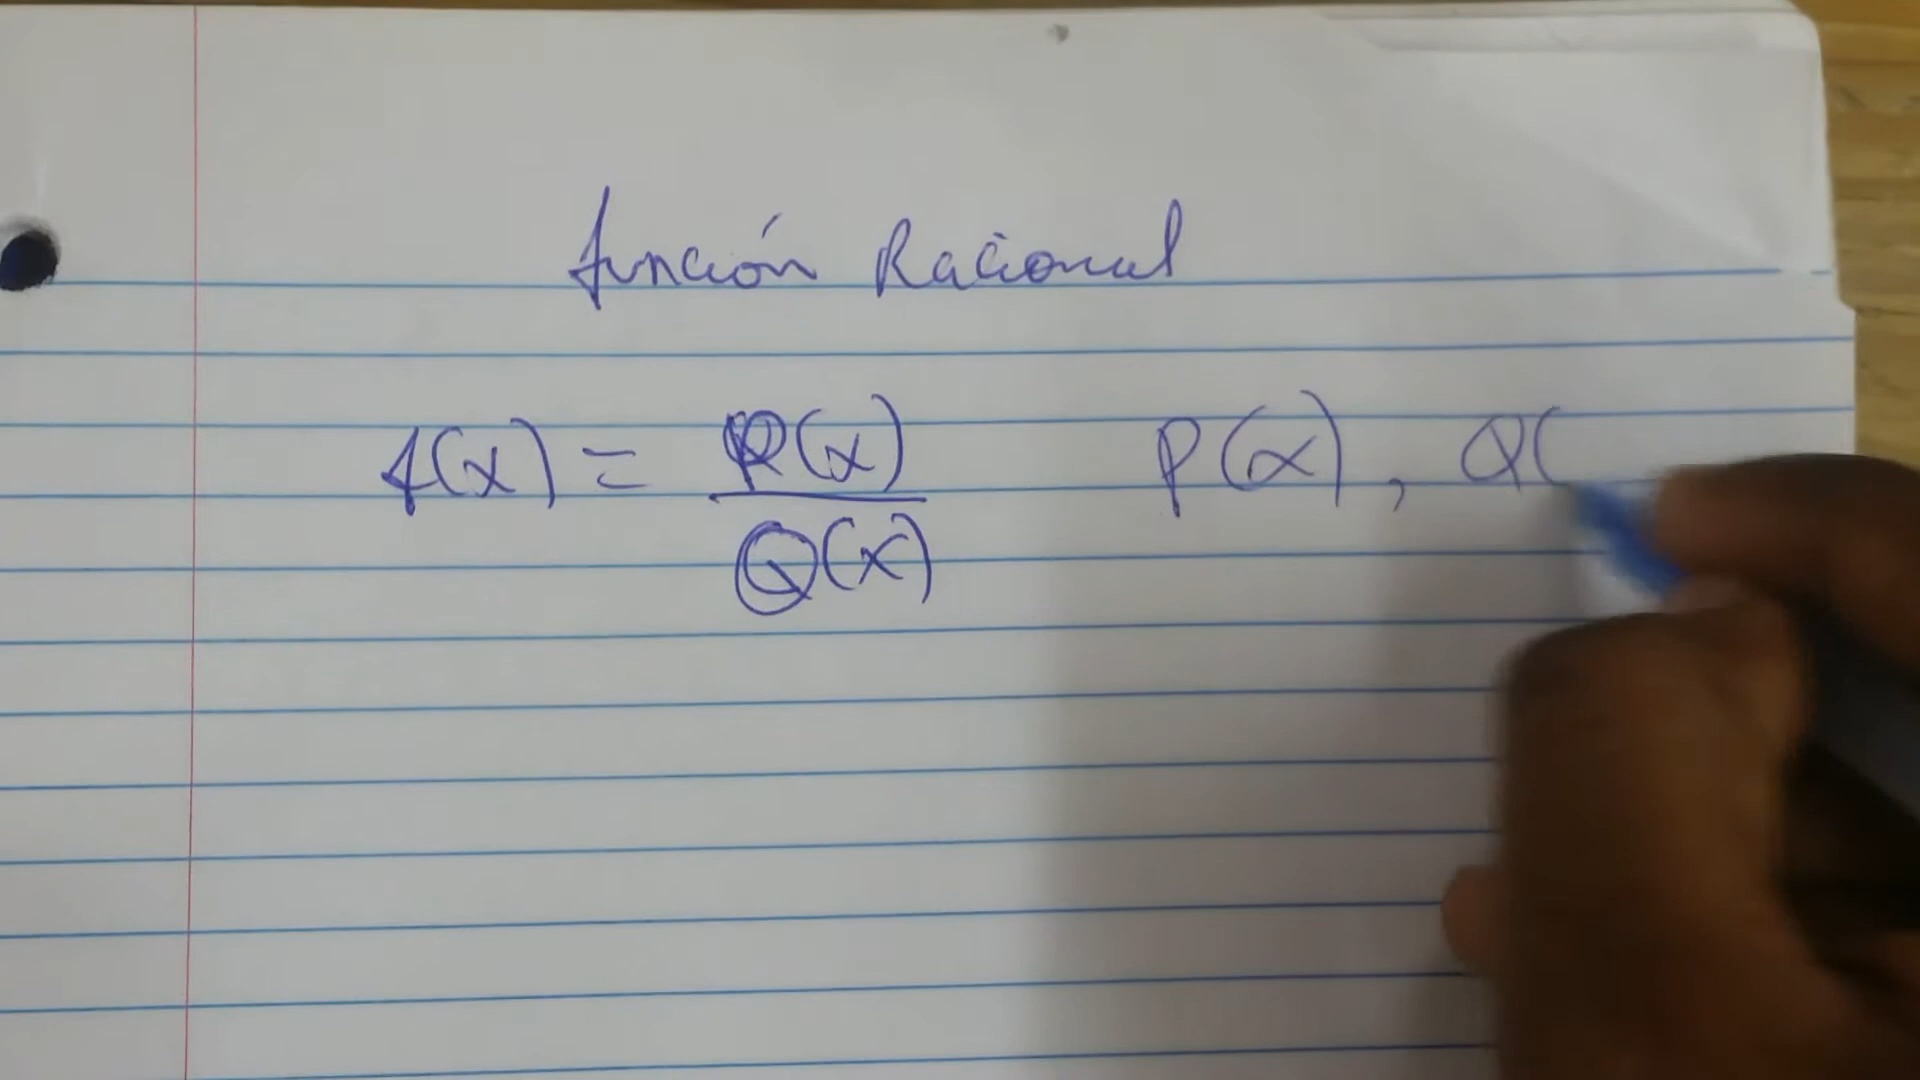 función Racional
f(x) = P(x) P(x), Q(
Q(x)